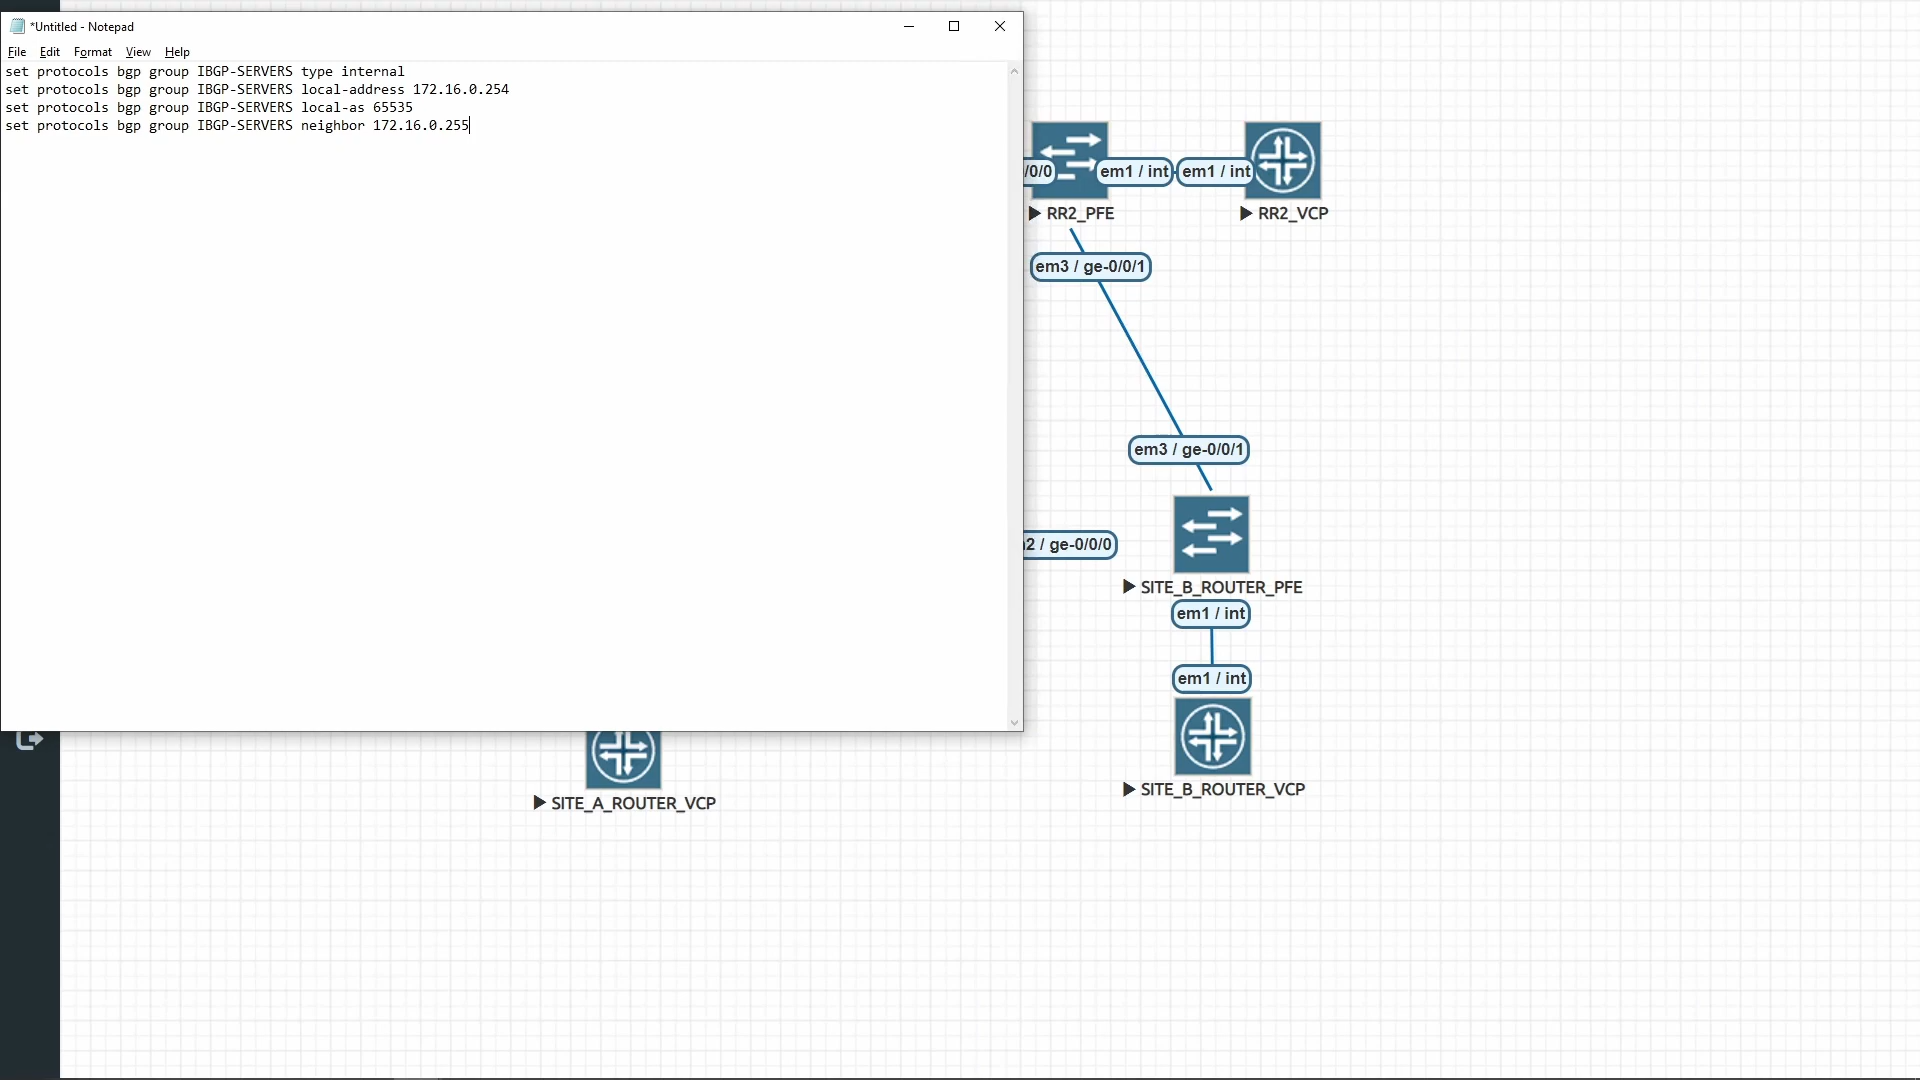 *Untitled - Notepad
File Edit Format View Help
set protocols bgp group IBGP-SERVERS type internal
set protocols bgp group IBGP-SERVERS local-address 172.16.0.254
set protocols bgp group IBGP-SERVERS local-as 65535
set protocols bgp group IBGP-SERVERS neighbor 172.16.0.255
/0/0
em1 / int
em1 / int
RR2_PFE
RR2_VCP
em3 / ge-0/0/1
em3 / ge-0/0/1
2 / ge-0/0/0
SITE_B_ROUTER_PFE
em1 / int
em1 / int
SITE_B_ROUTER_VCP
SITE_A_ROUTER_VCP